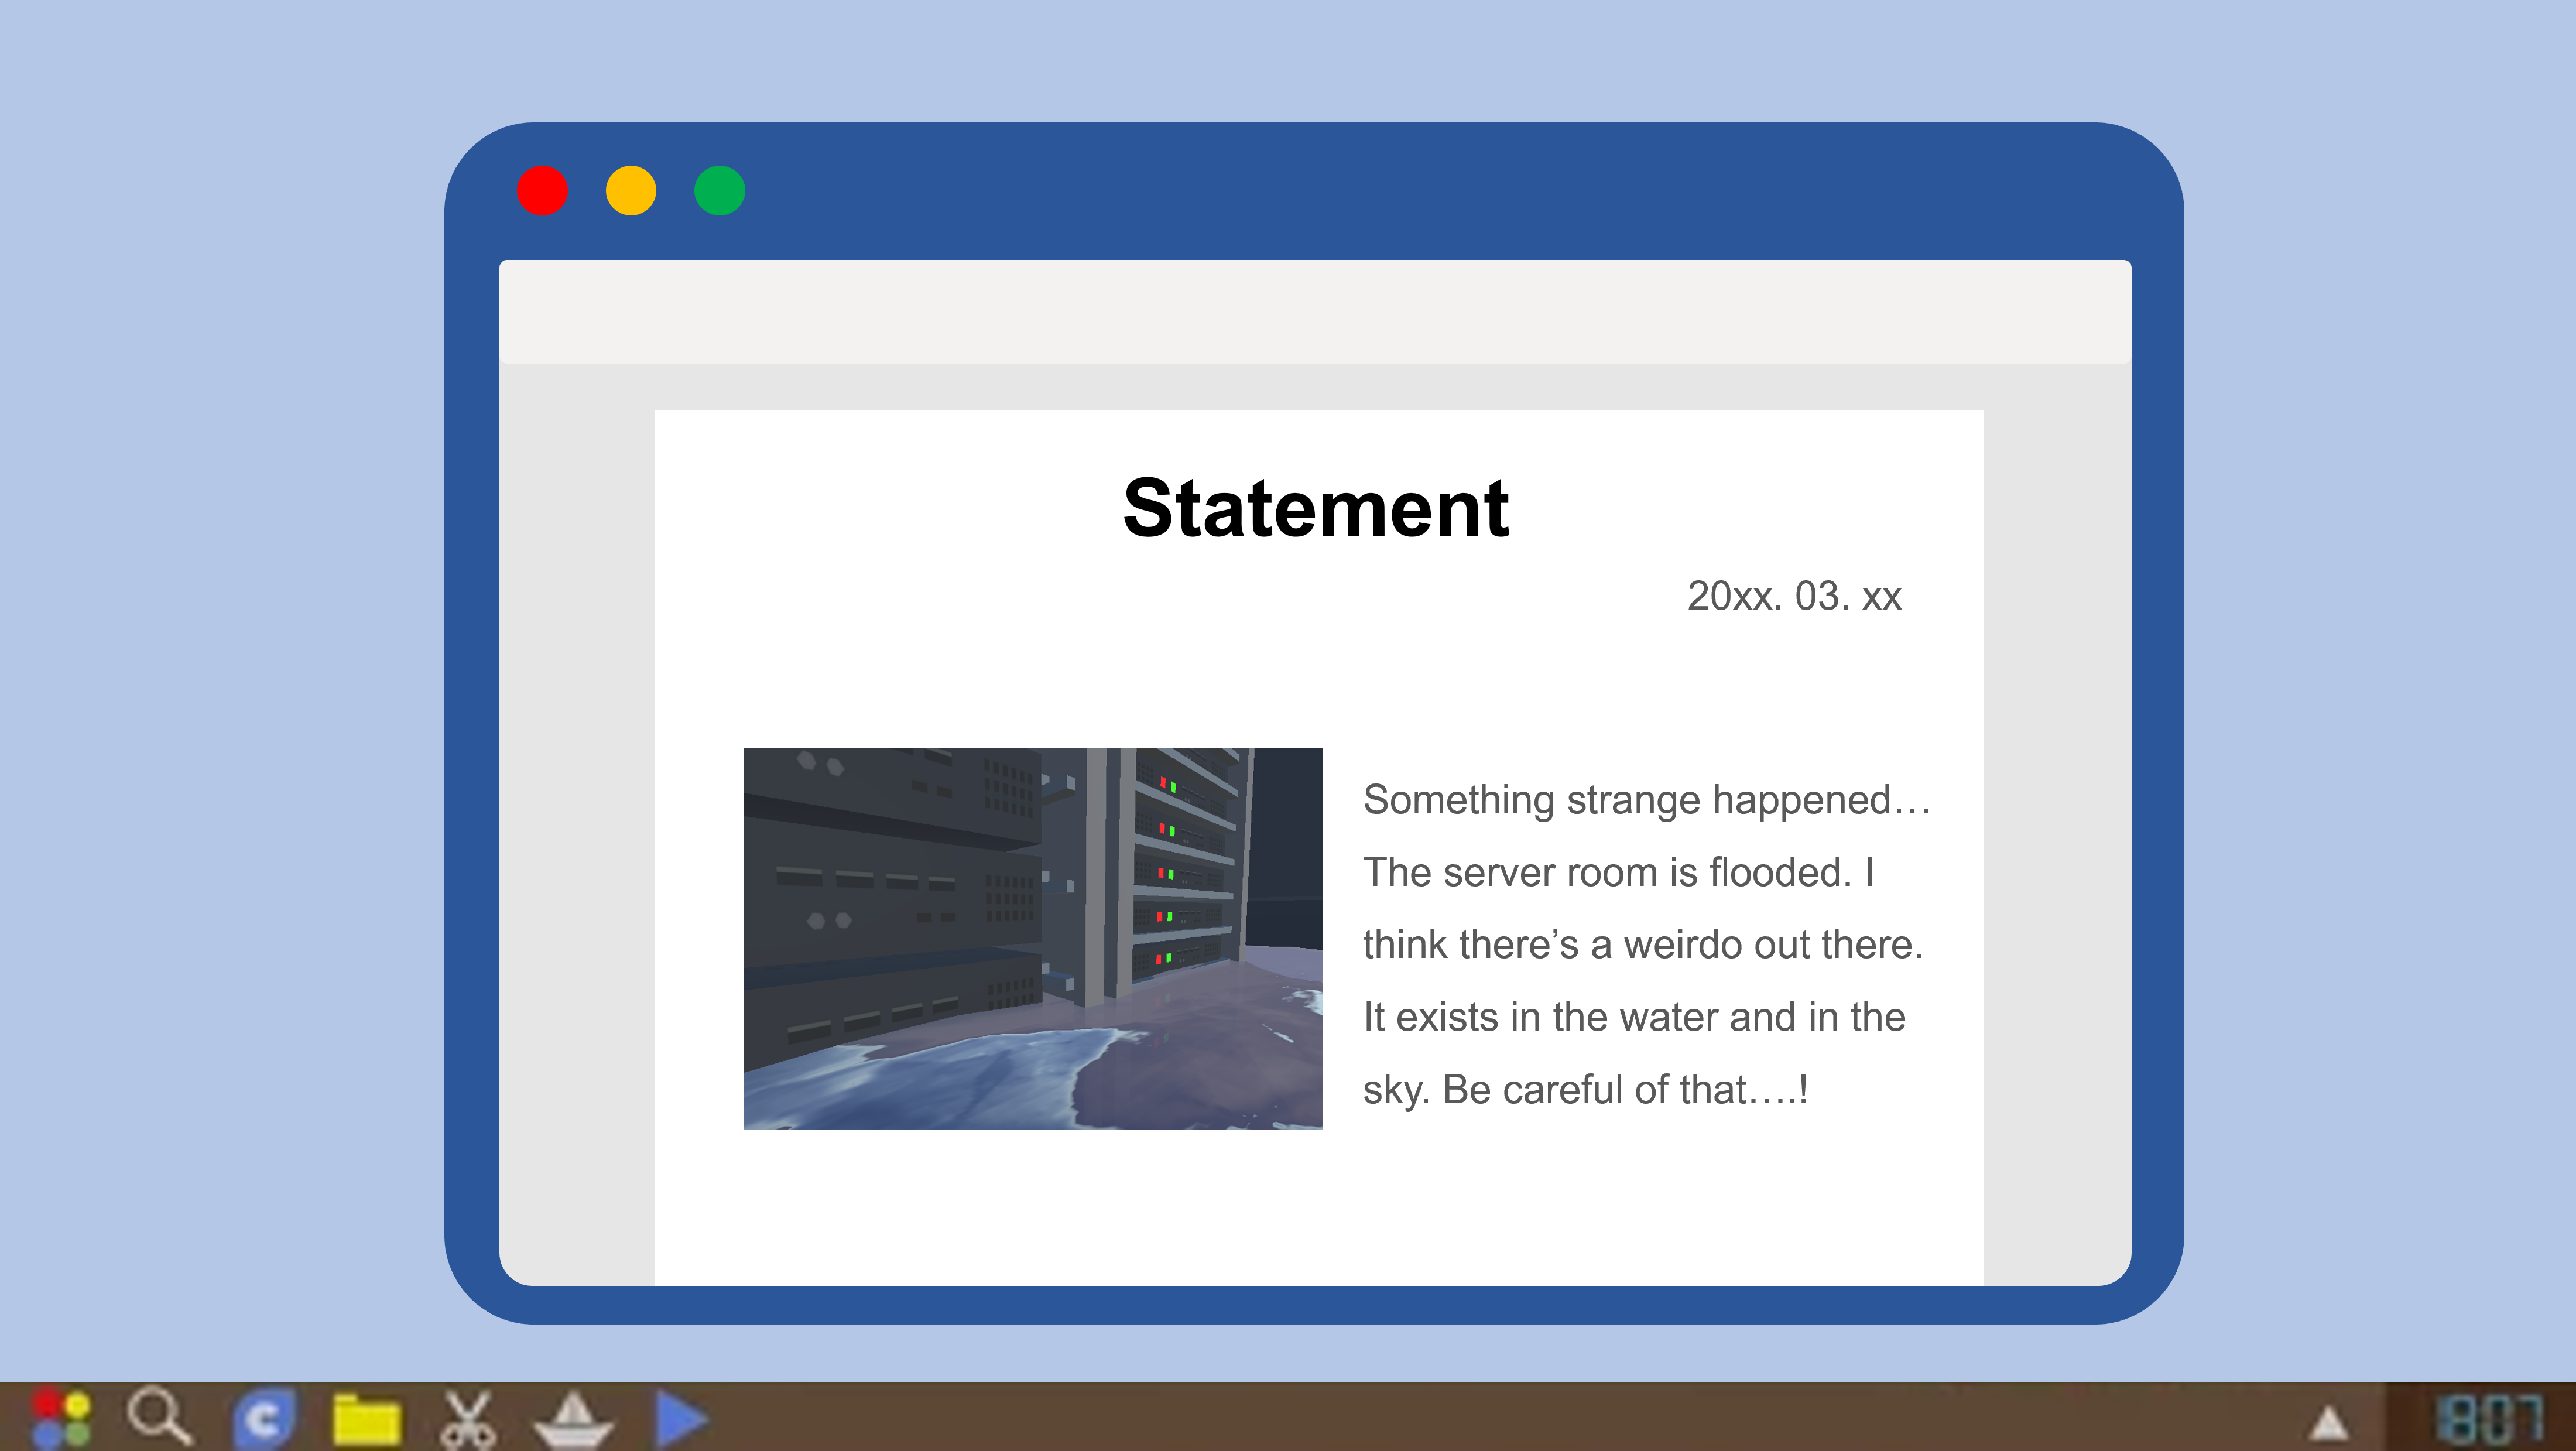 Statement
20xx. 03. xx
Something strange happened…
The server room is flooded. I
think there’s a weirdo out there.
It exists in the water and in the
sky. Be careful of that….!
C
1807